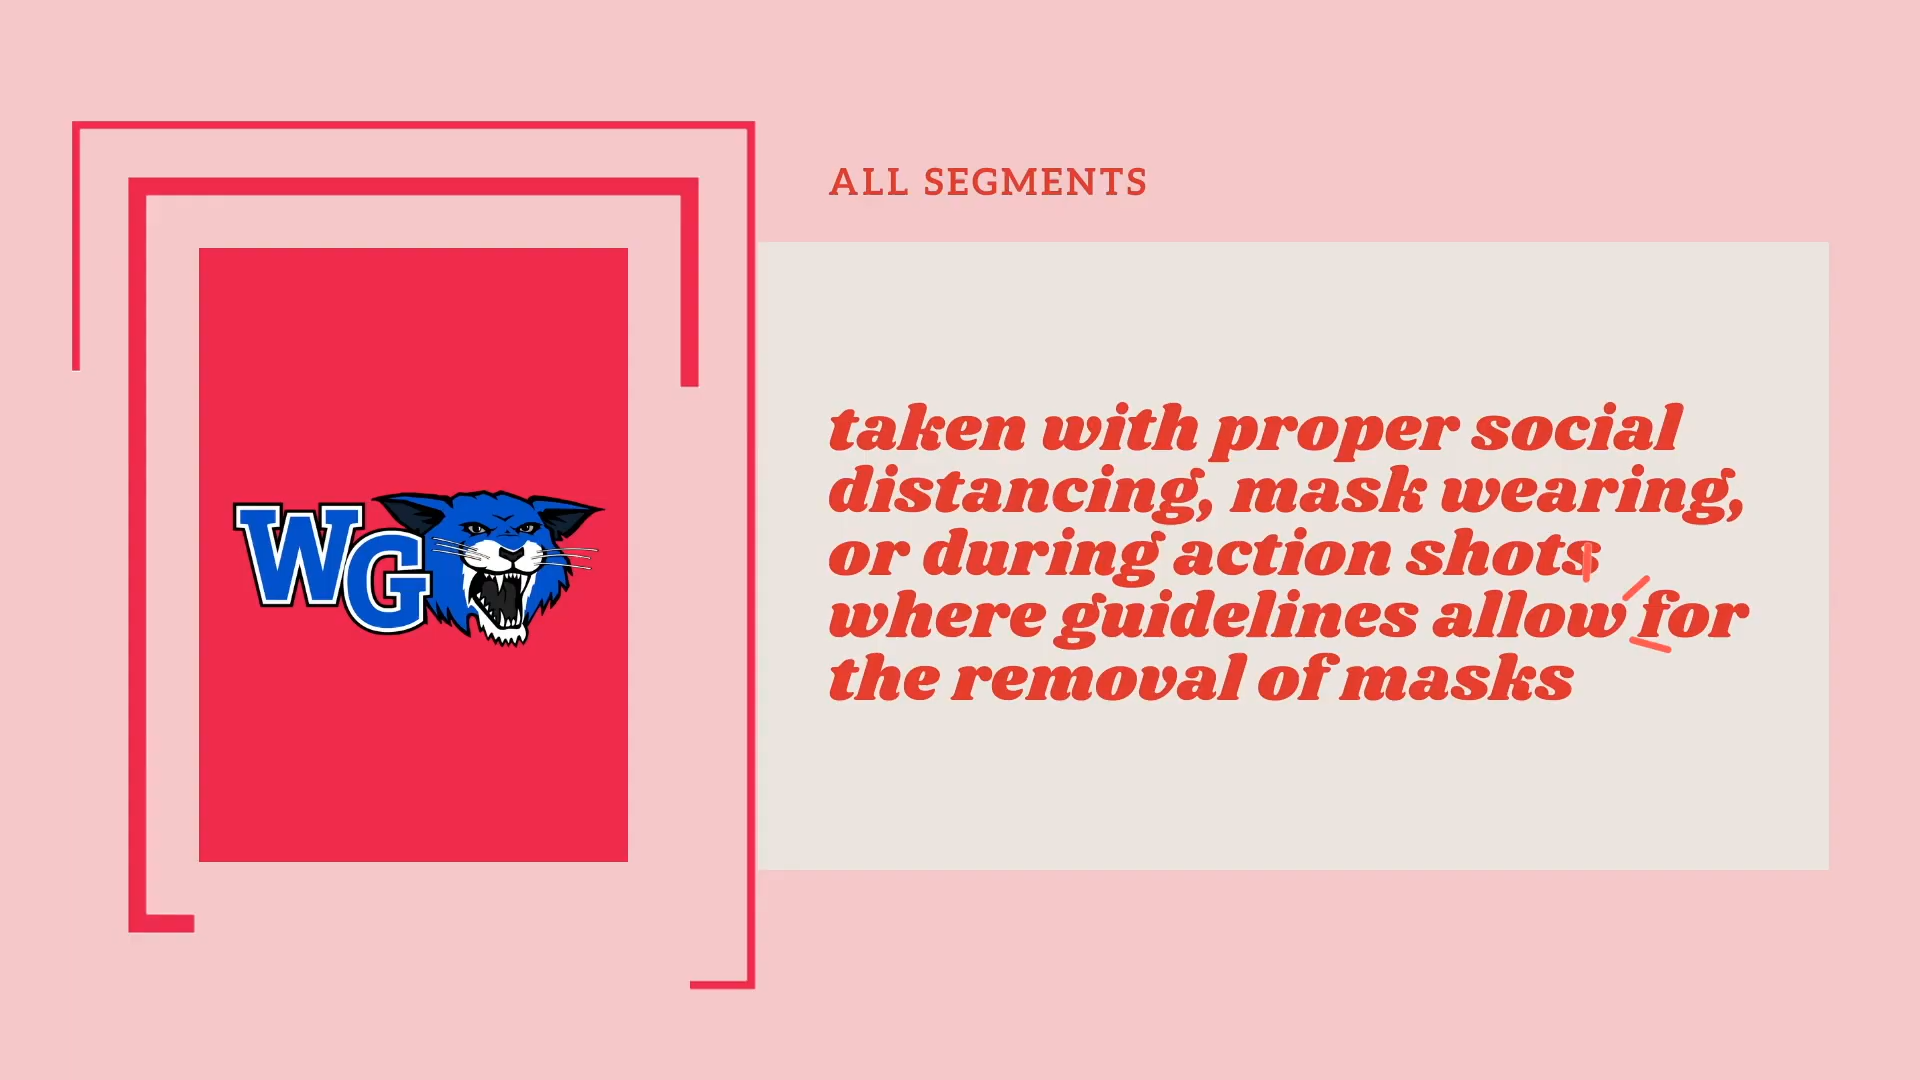 ALL SEGMENTS
WG
taken with proper social
distancing, mask wearing,
or during action shots
where guidelines allow for
the removal of masks